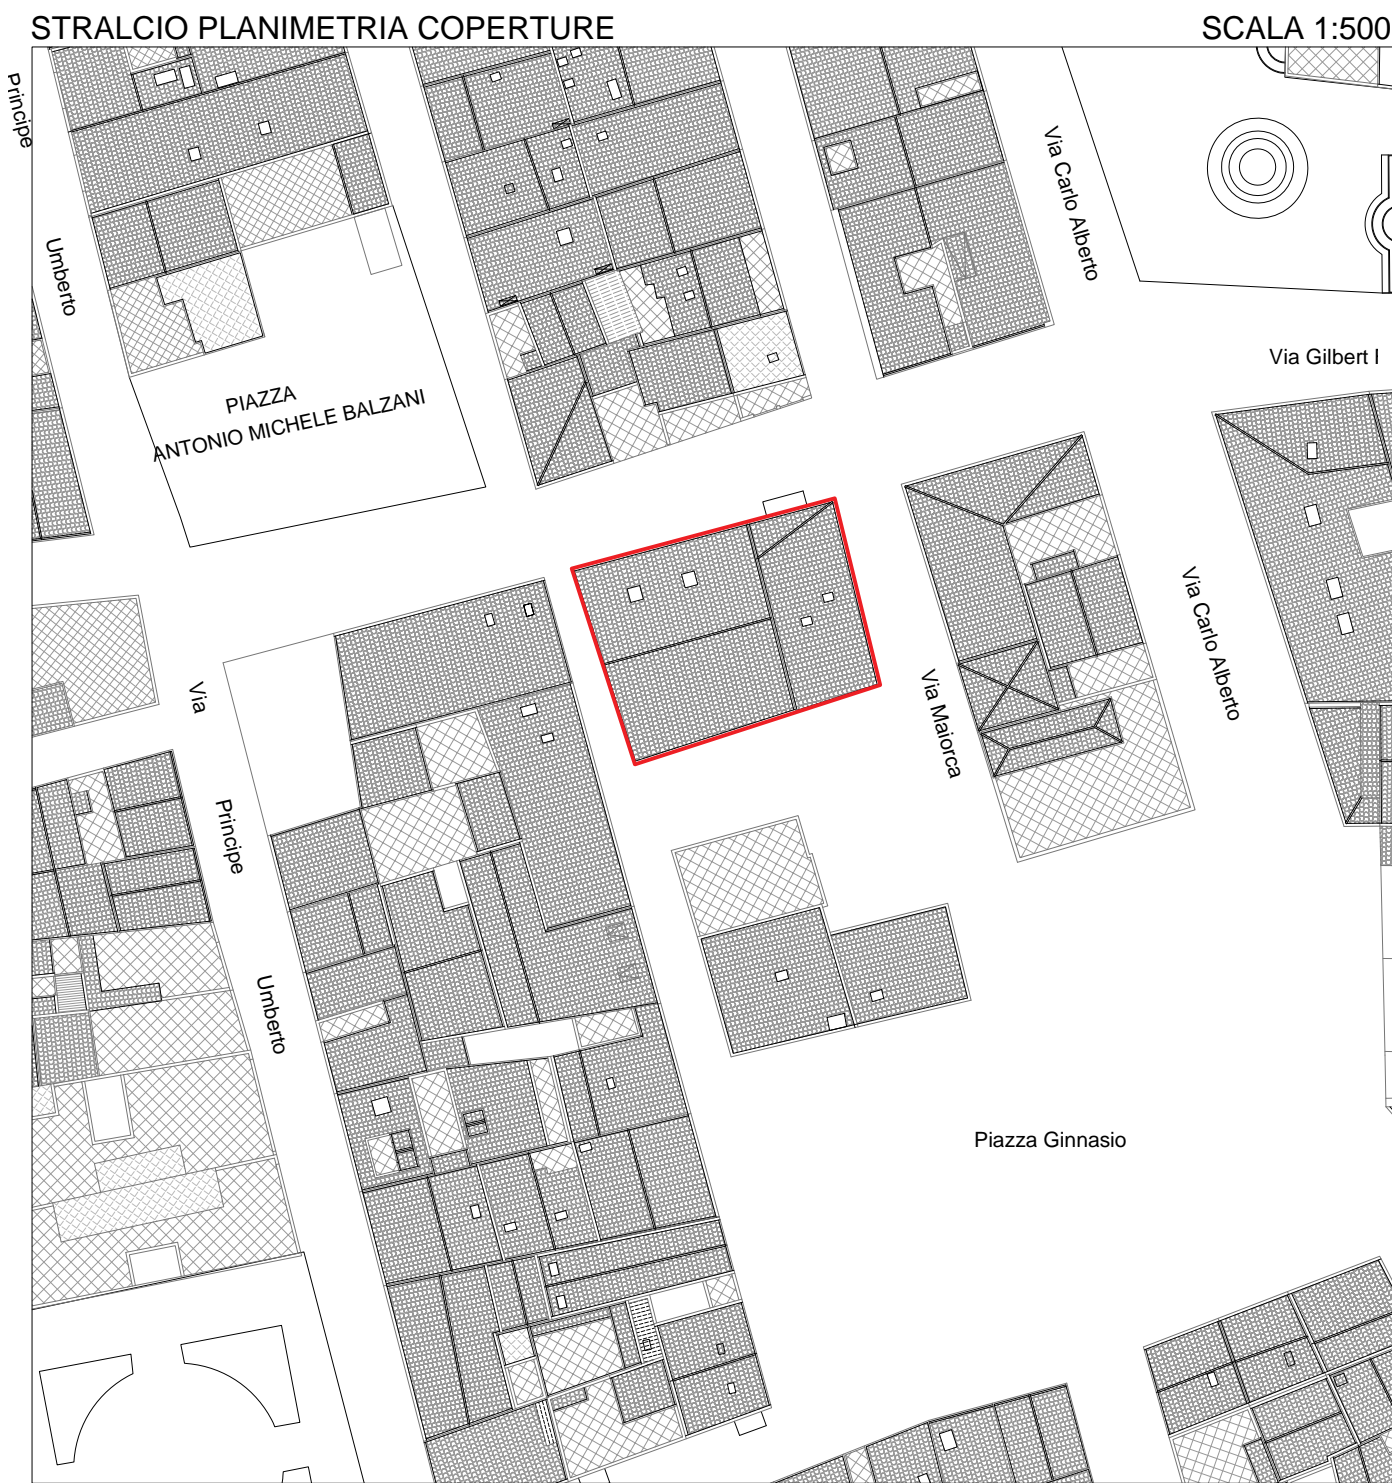 STRALCIO PLANIMETRIA COPERTURE
SCALA 1:500
Principe
Umberto
Via Carlo Alberto
Via Gilbert
PIAZZA
ANTONIO MICHELE BALZANI
Via
Principe
Umberto
Via Maiorca
Via Carlo Alberto
Piazza Ginnasio